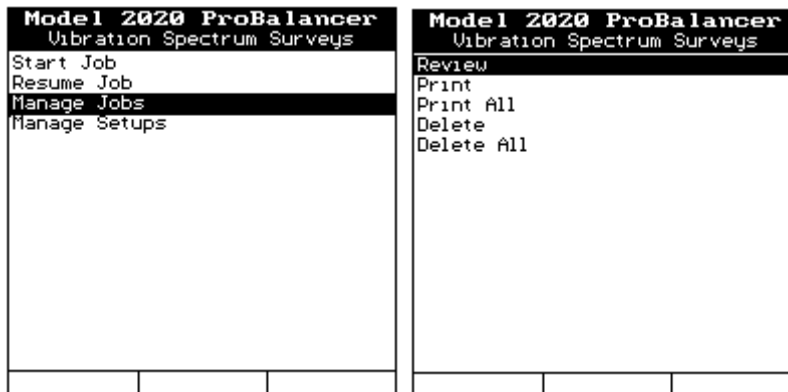 Model 2020 ProBalancer
Vibration Spectrum Surveys
Start Job
Resume Job
Manage Jobs
Manage Setups
Model 2020 ProBalancer
Vibration Spectrum Surveys
Review
Print
Print All
Delete
Delete All